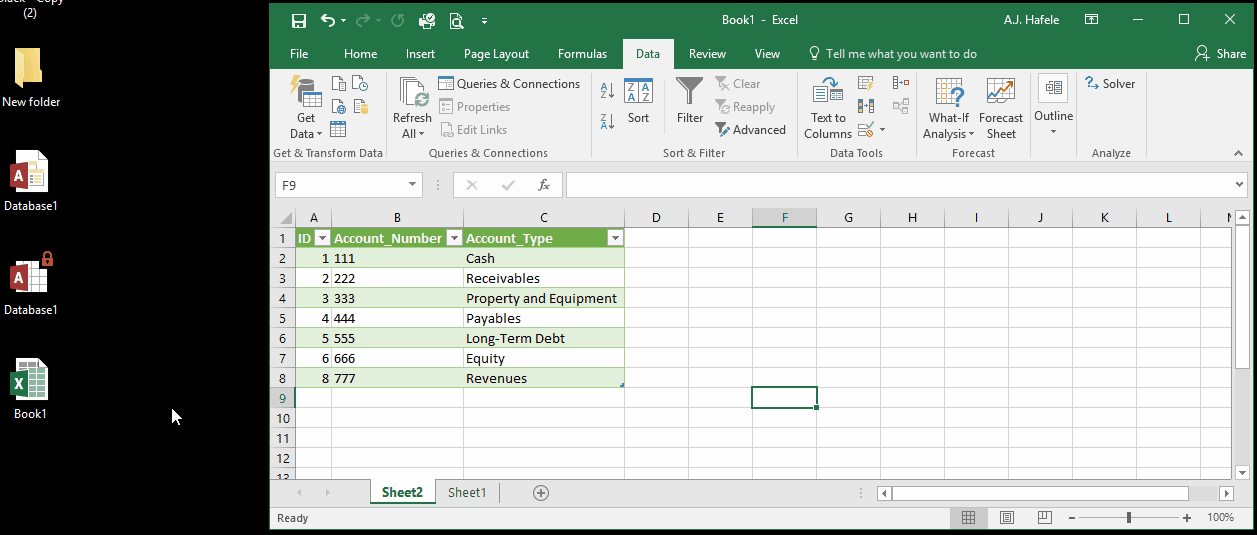 (2)
New folder
Database1
Database1
Book1
Book1 - Excel
A.J. Hafele
File Home Insert Page Layout Formulas Data Review View Tell me what you want to do Share
Get
Data
Refresh
All
Queries & Connections
Properties
Edit Links
Sort
Filter
Clear
Reapply
Advanced
Text to
Columns
What-If
Analysis
Forecast
Sheet
Outline
Solver
Get & Transform Data Queries & Connections Sort & Filter Data Tools Forecast Analyze
F9
fx
A B C D E F G H I J K L
1 ID Account_Number Account_Type
2 1 111 Cash
3 2 222 Receivables
4 3 333 Property and Equipment
5 4 444 Payables
6 5 555 Long-Term Debt
7 6 666 Equity
8 8 777 Revenues
9
10
11
12
13
Sheet2 Sheet1
Ready
100%